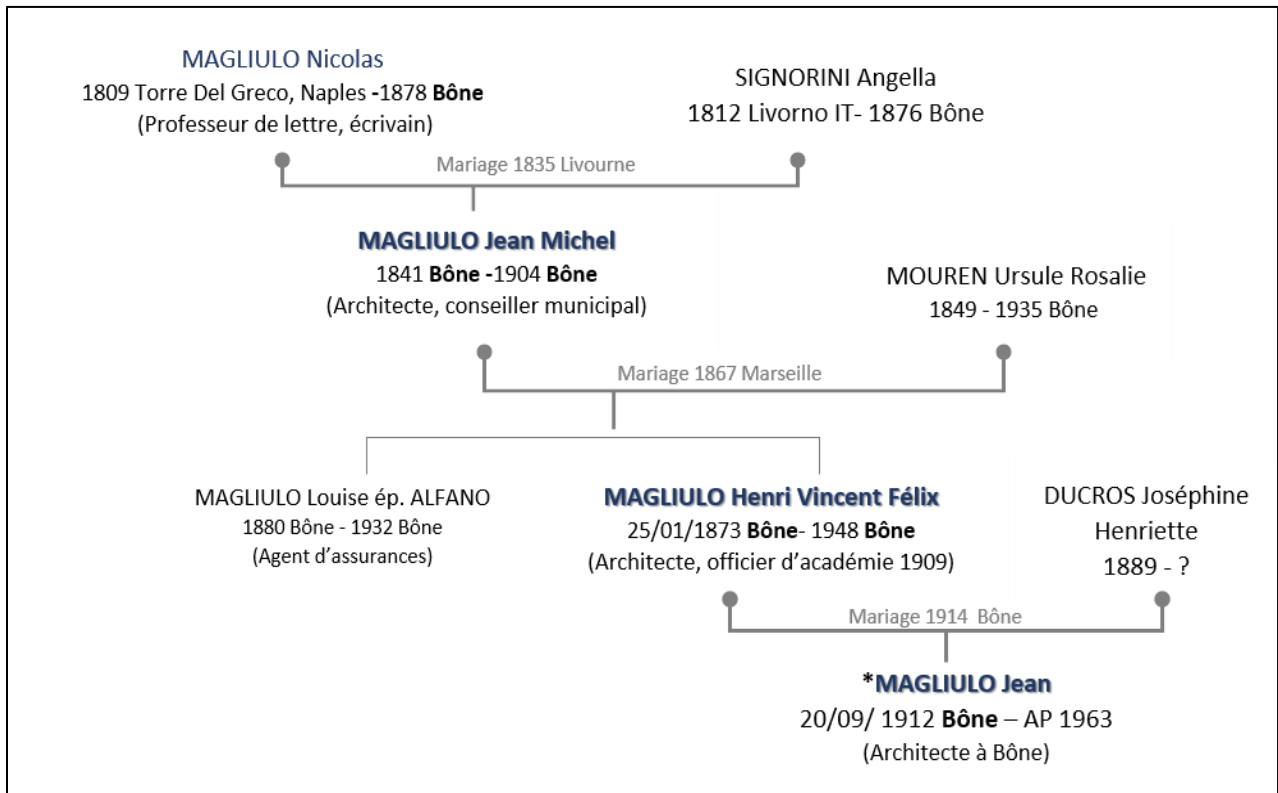 MAGLIULO Nicolas
1809 Torre Del Greco, Naples -1878 Bône
(Professeur de lettre, écrivain)
SIGNORINI Angella
1812 Livorno IT- 1876 Bône
Mariage 1835 Livourne
MAGLIULO Jean Michel
1841 Bône -1904 Bône
(Architecte, conseiller municipal)
MOUREN Ursule Rosalie
1849 - 1935 Bône
Mariage 1867 Marseille
MAGLIULO Louise ép. ALFANO
1880 Bône - 1932 Bône
(Agent d’assurances)
MAGLIULO Henri Vincent Félix
25/01/1873 Bône- 1948 Bône
(Architecte, officier d’académie 1909)
DUCROS Joséphine
Henriette
1889 - ?
Mariage 1914 Bône
*MAGLIULO Jean
20/09/ 1912 Bône – AP 1963
(Architecte à Bône)